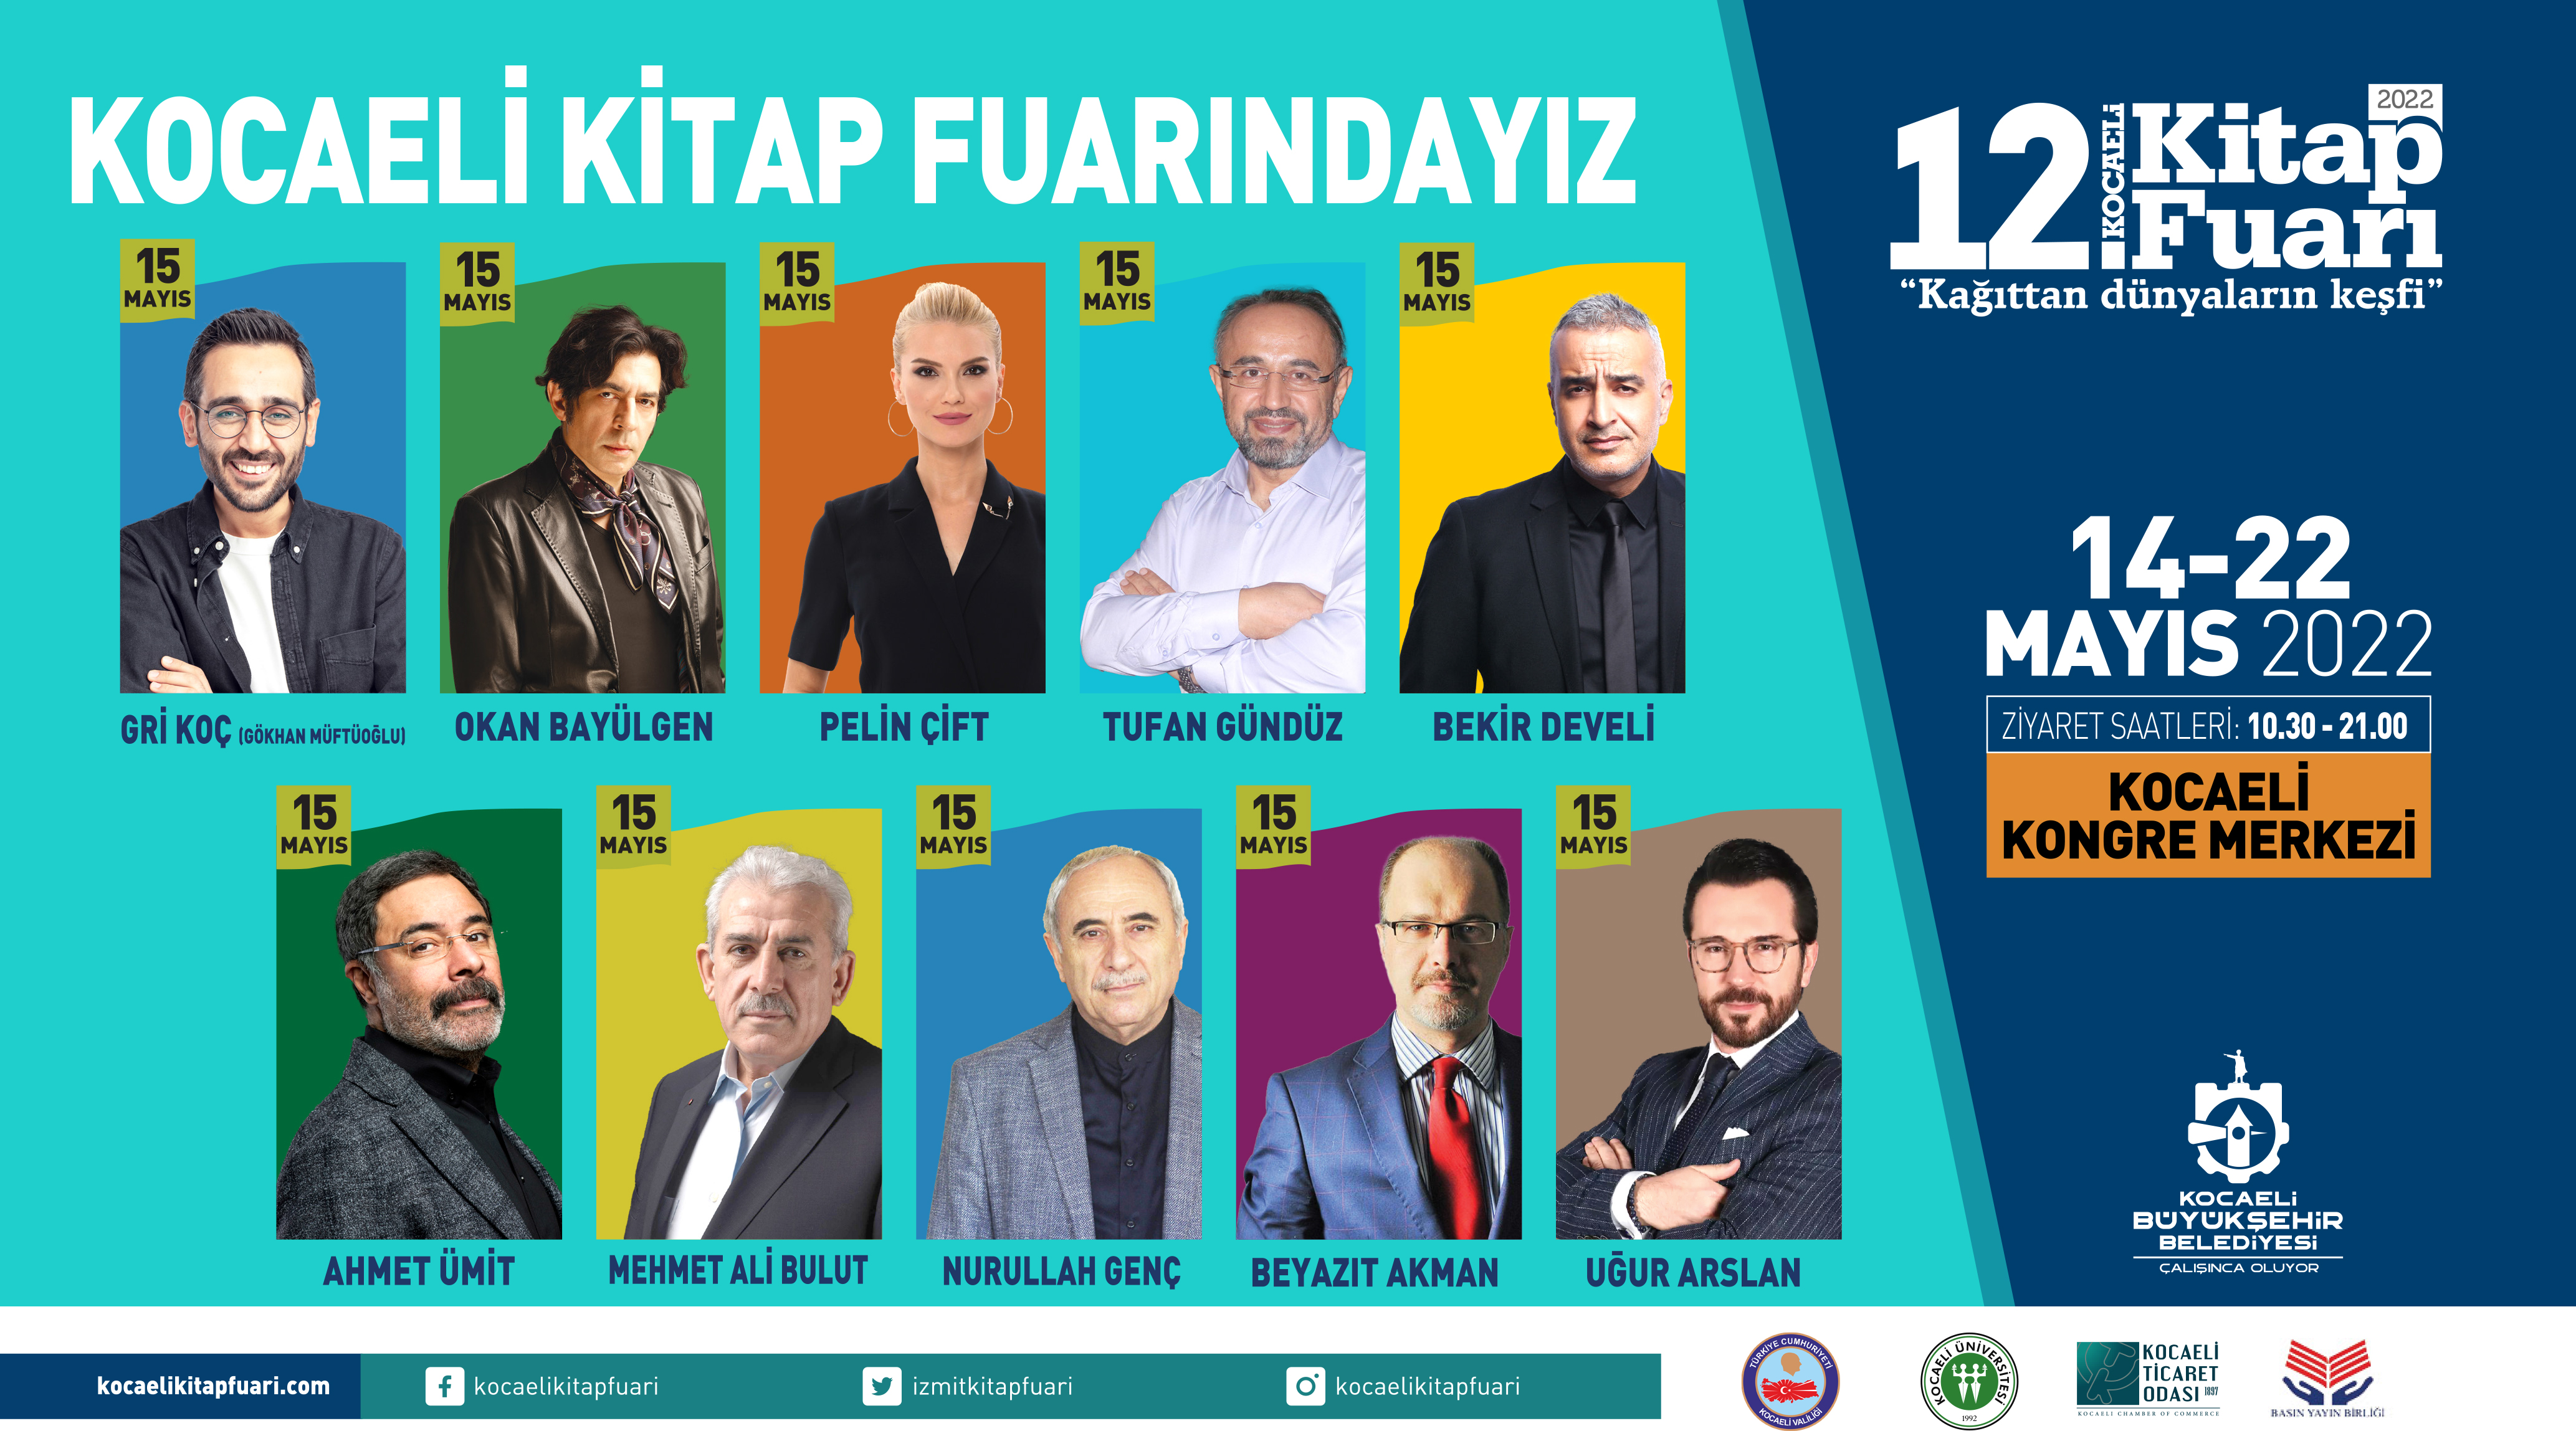 KOCAELİ KİTAP FUARINDAYIZ
15
MAYIS
15
MAYIS
15
MAYIS
15
MAYIS
15
MAYIS
GRİ KOÇ (GÖKHAN MÜFTÜOĞLU)
OKAN BAYÜLGEN
PELİN ÇİFT
TUFAN GÜNDÜZ
BEKİR DEVELİ
15
MAYIS
15
MAYIS
15
MAYIS
15
MAYIS
15
MAYIS
AHMET ÜMİT
MEHMET ALİ BULUT
NURULLAH GENÇ
BEYAZIT AKMAN
UĞUR ARSLAN
12. KOCAELİ Kitap Fuarı 2022
“Kağıttan dünyaların keşfi”
14-22
MAYIS 2022
ZİYARET SAATLERİ: 10.30 - 21.00
KOCAELİ
KONGRE MERKEZİ
KOCAELİ
BÜYÜKŞEHİR
BELEDİYESİ
ÇALIŞINCA OLUYOR
kocaelikitapfuari.com
kocaelikitapfuari
izmitkitapfuari
kocaelikitapfuari
TÜRKİYE CUMHURİYETİ
KOCAELİ VALİLİĞİ
KOCAELİ ÜNİVERSİTESİ
1992
KOCAELİ
TİCARET
ODASI 1897
KOCAELI CHAMBER OF COMMERCE
BASIN YAYIN BİRLİĞİ